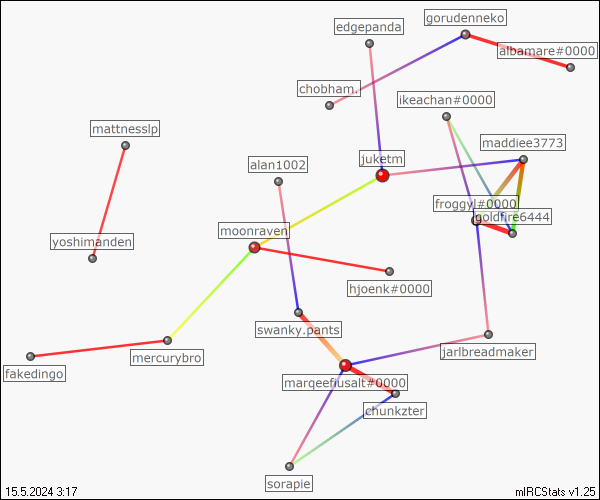 gorudenneko
edgepanda
albamare#0000
chobham.
ikeachan#0000
mattnesslp
maddiee3773
alan1002
juketm
froggyl#0000
goldfire6444
moonraven
yoshimanden
hjoenk#0000
swanky.pants
jarlbreadmaker
mercurybro
fakedingo
marqeefiusalt#0000
chunkzter
sorapie
15.5.2024 3:17
mIRCStats v1.25